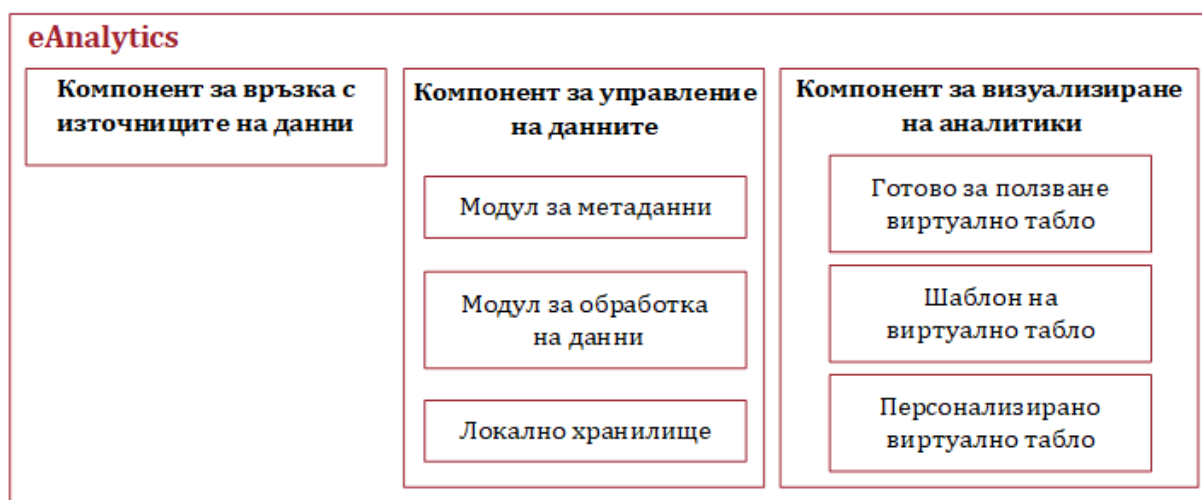 eAnalytics
Компонент за връзка с
източниците на данни
Компонент за управление
на данните
Модул за метаданни
Модул за обработка
на данни
Локално хранилище
Компонент за визуализиране
на аналитики
Готово за ползване
виртуално табло
Шаблон на
виртуално табло
Персонализирано
виртуално табло